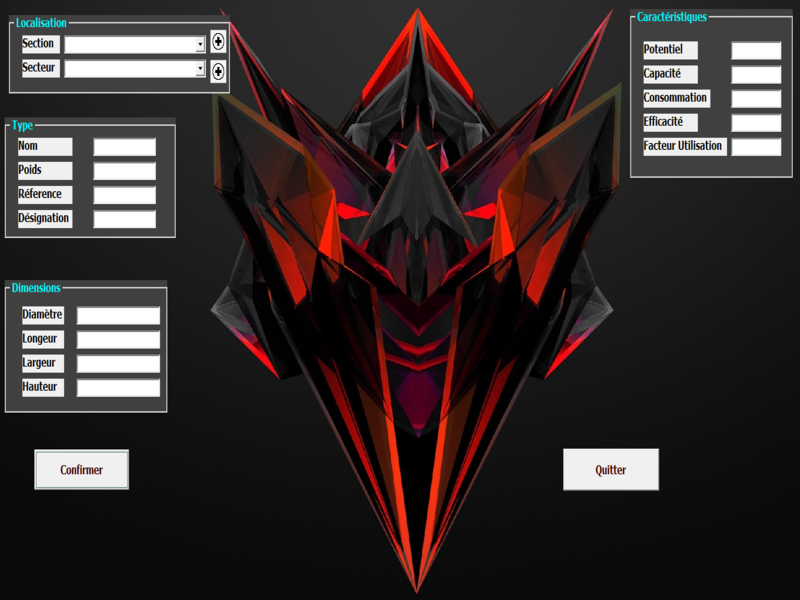 Localisation
Section
Secteur
Type
Nom
Poids
Réference
Désignation
Dimensions
Diamètre
Longeur
Largeur
Hauteur
Confirmer
Caractéristiques
Potentiel
Capacité
Consommation
Efficacité
Facteur Utilisation
Quitter